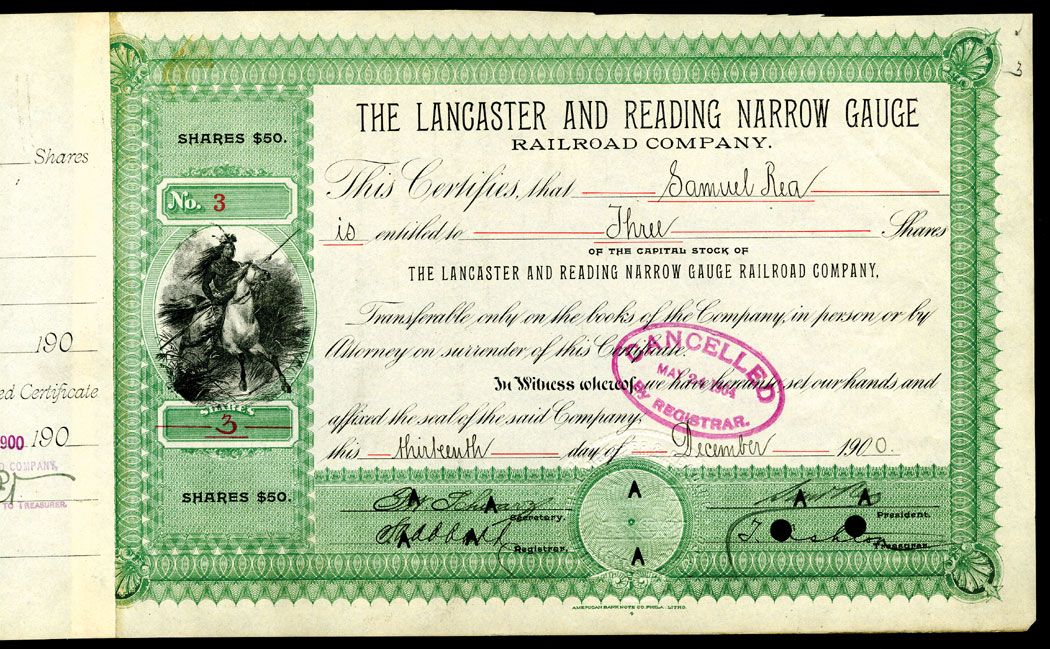 Shares
190
ed Certificate
900 190
D COMPANY,
TO TREASURER.
SHARES $50.
No. 3
SHARES
3
SHARES $50.
THE LANCASTER AND READING NARROW GAUGE
RAILROAD COMPANY.
This Certifies, that Samuel Rea
is entitled to Three Shares
OF THE CAPITAL STOCK OF
THE LANCASTER AND READING NARROW GAUGE RAILROAD COMPANY,
Transferable only on the books of the Company, in person or by
Attorney on surrender of this Certificate.
In Witness whereof, we have hereunto set our hands and
affixed the seal of the said Company,
this thirteenth day of December 1900.
CANCELLED
MAY 24 1904
BY REGISTRAR.
Secretary.
Registrar.
President.
Treasurer.
AMERICAN BANK NOTE CO. PHILA. LITHO.